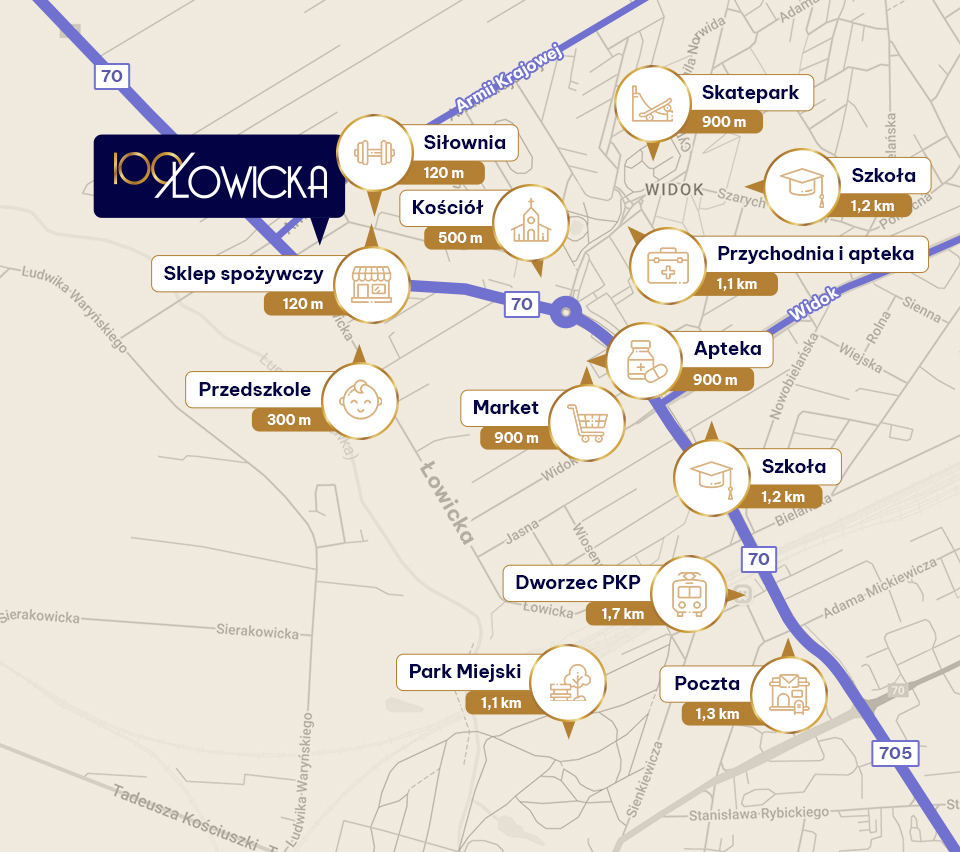 70
Armii Krajowej
Skatepark
900 m
109 ŁOWICKA
Siłownia
120 m
WIDOK
Szarych
Szkoła
1,2 km
Kościół
500 m
Przychodnia i apteka
1,1 km
Sklep spożywczy
120 m
70
Widok
Sienna
Rolna
Wiejska
Nowobielańska
Ludwika Waryńskiego
Apteka
900 m
Przedszkole
300 m
Market
900 m
Widok
Szkoła
1,2 km
Łowicka
Jasna
Bielańska
70
Dworzec PKP
1,7 km
Łowicka
Adama Mickiewicza
Sierakowicka
Sierakowicka
Park Miejski
1,1 km
Poczta
1,3 km
70
705
Ludwika Waryńskiego
Sienkiewicza
Tadeusza Kościuszki
Stanisława Rybickiego